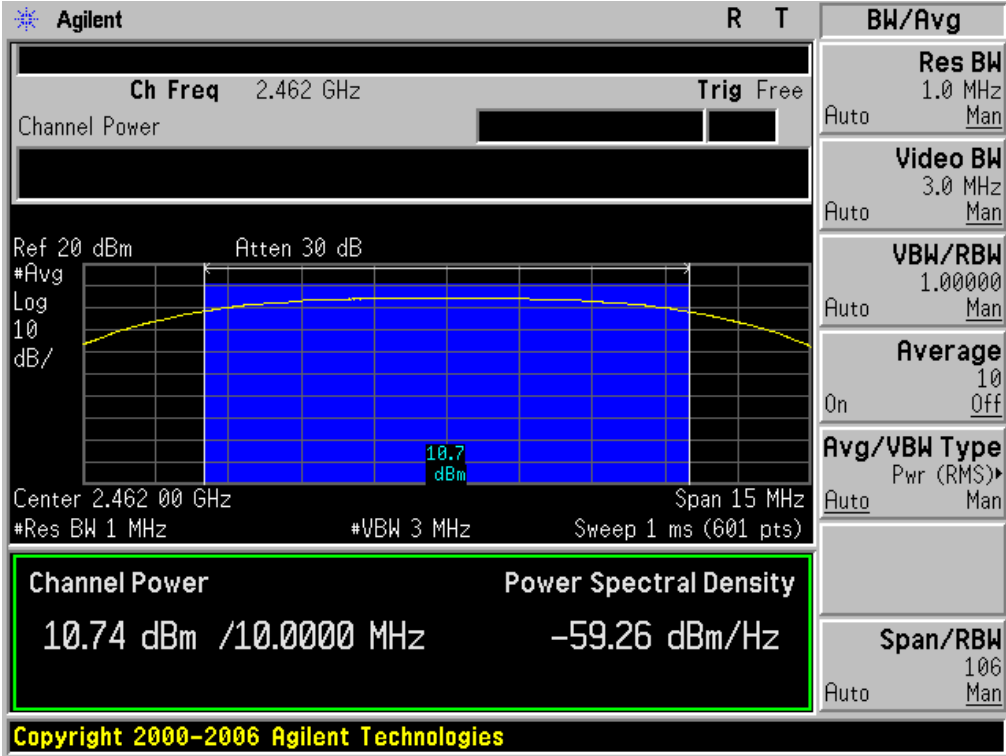 Agilent R T
Ch Freq 2.462 GHz Trig Free
Channel Power
Ref 20 dBm Atten 30 dB
#Avg
Log
10
dB/
10.7
dBm
Center 2.462 00 GHz Span 15 MHz
#Res BW 1 MHz #VBW 3 MHz Sweep 1 ms (601 pts)
Channel Power Power Spectral Density
10.74 dBm /10.0000 MHz -59.26 dBm/Hz
Copyright 2000-2006 Agilent Technologies
BW/Avg
Res BW
1.0 MHz
Auto Man
Video BW
3.0 MHz
Auto Man
VBW/RBW
1.00000
Auto Man
Average
10
On Off
Avg/VBW Type
Pwr (RMS)▸
Auto Man
Span/RBW
106
Auto Man